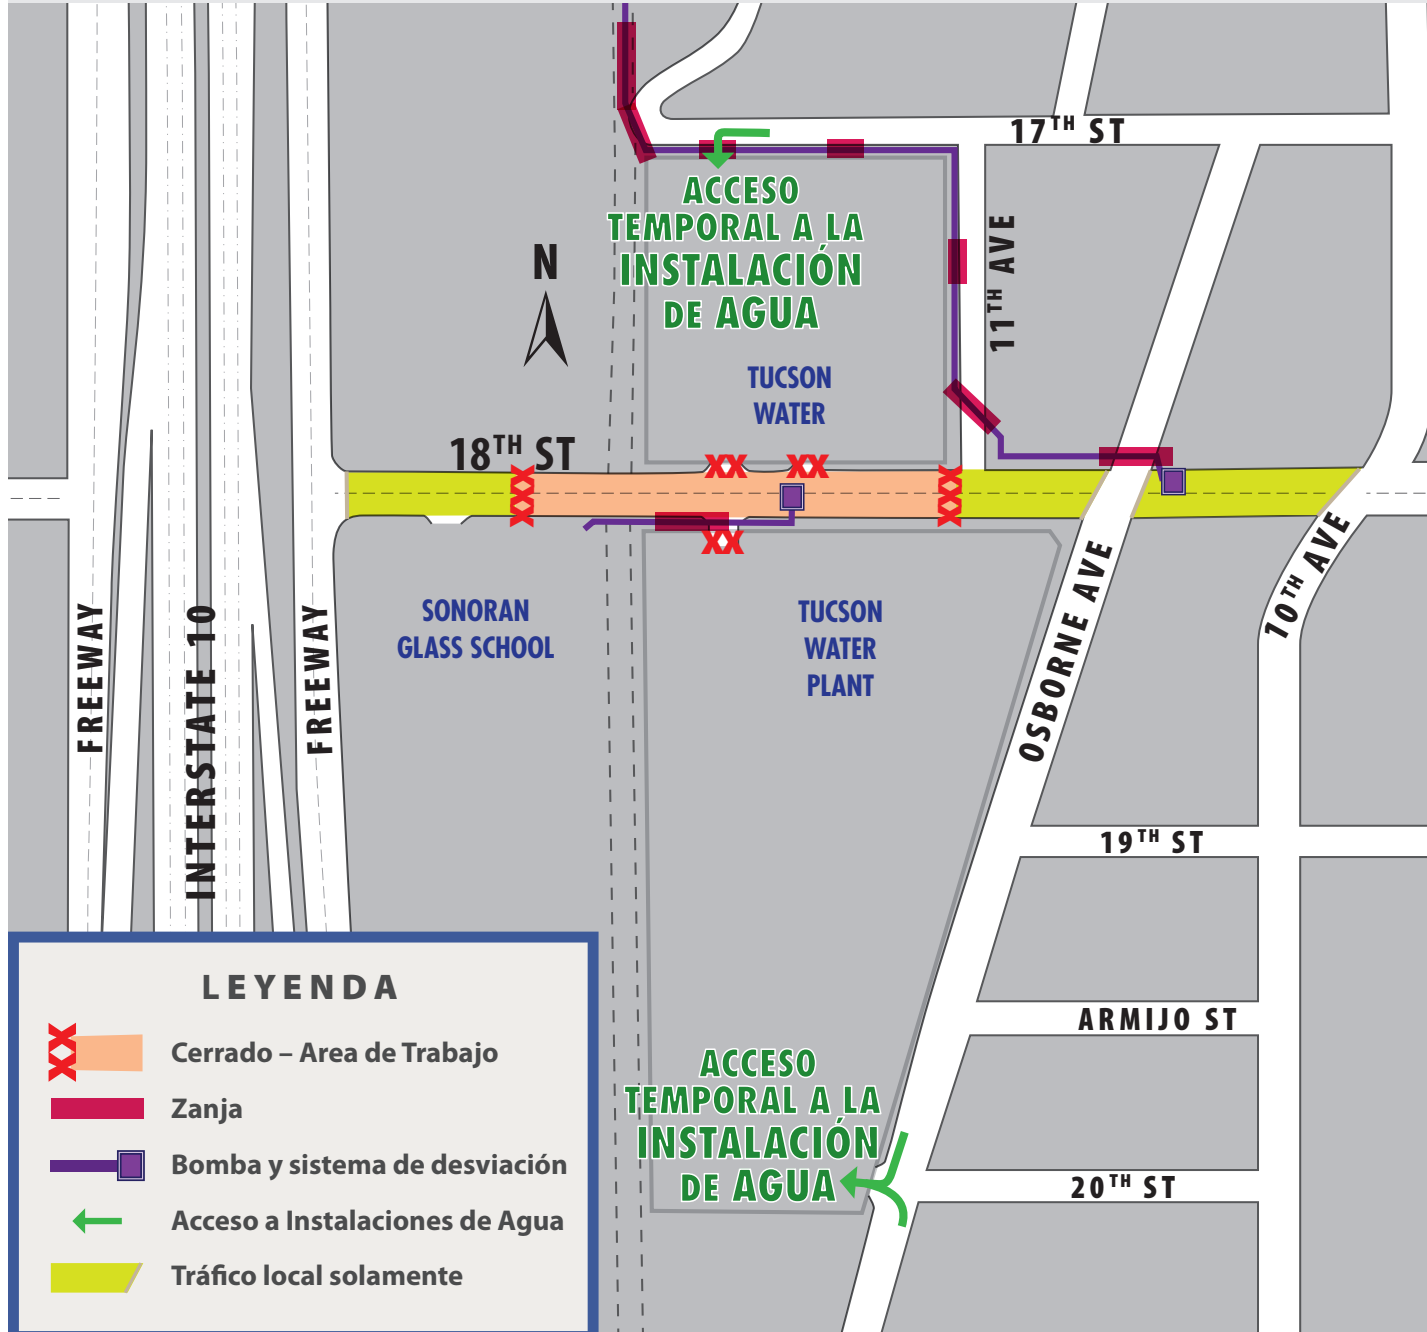 17TH ST
ACCESO
TEMPORAL A LA
INSTALACIÓN
DE AGUA
N
11TH AVE
TUCSON
WATER
18TH ST
10TH AVE
FREEWAY
INTERSTATE 10
FREEWAY
SONORAN
GLASS SCHOOL
TUCSON
WATER
PLANT
OSBORNE AVE
19TH ST
ARMIJO ST
ACCESO
TEMPORAL A LA
INSTALACIÓN
DE AGUA
20TH ST
LEYENDA
Cerrado – Area de Trabajo
Zanja
Bomba y sistema de desviación
Acceso a Instalaciones de Agua
Tráfico local solamente